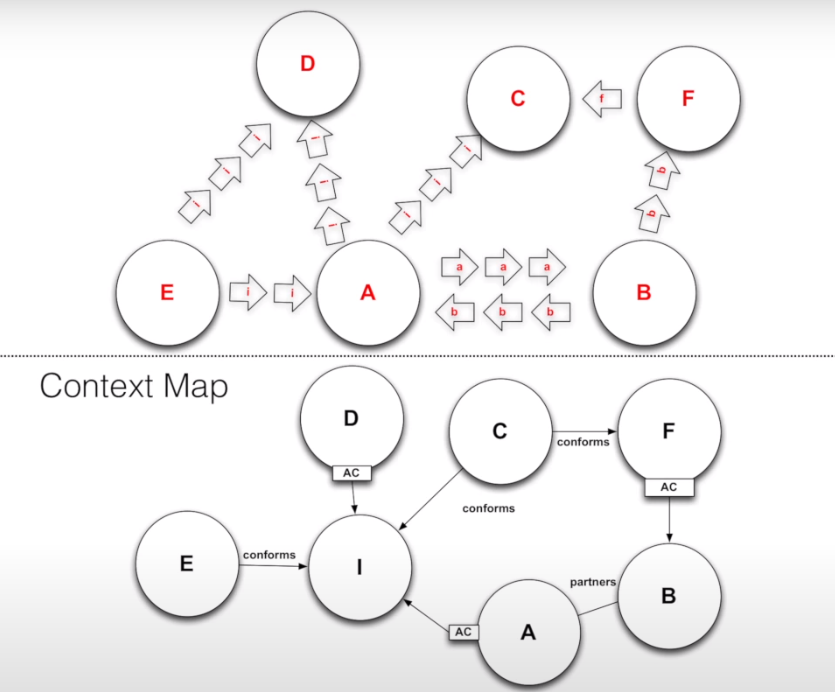 D
C
f
F
i
i
i
i
i
i
i
i
i
b
b
E
i i
A
a a a
b b b
B
Context Map
D
AC
C
conforms
F
AC
conforms
E
conforms
I
partners
B
AC
A